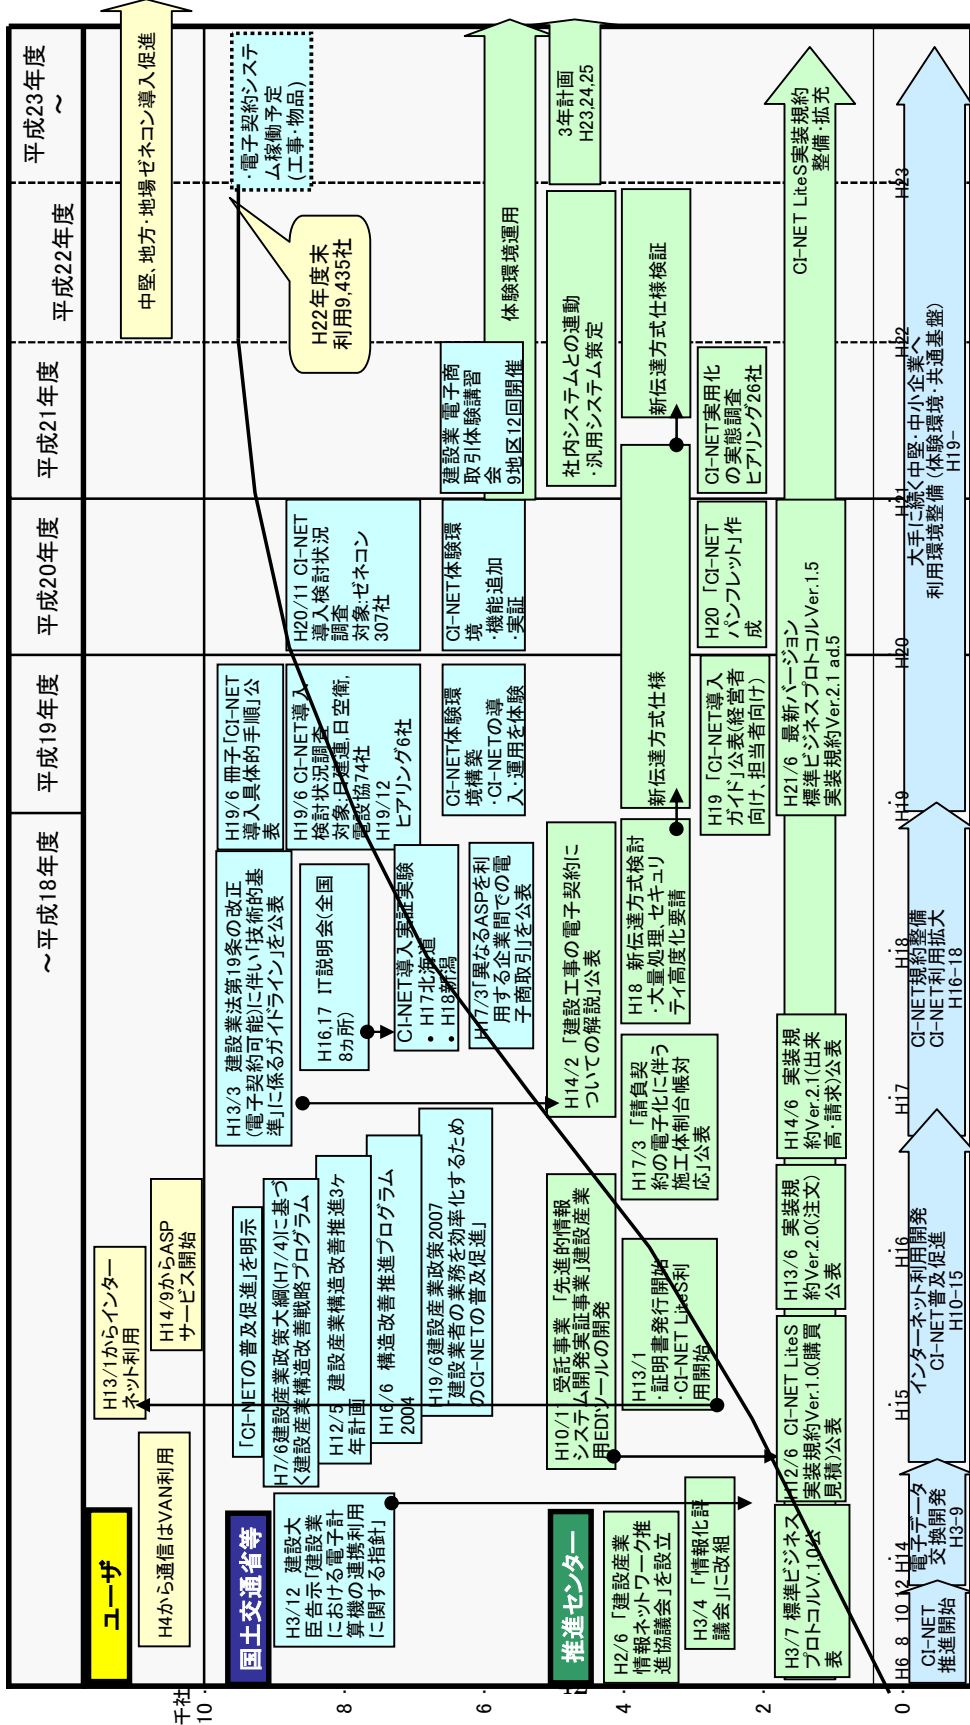 ～平成18年度
平成19年度
平成20年度
平成21年度
平成22年度
平成23年度
～
ユーザ
H4から通信はVAN利用
H13/1からインター
ネット利用
H14/9からASP
サービス開始
中堅、地方・地場ゼネコン導入促進
千社
10
8
6
4
2
0
国土交通省等
H3/12　建設大
臣告示「建設業
における電子計
算機の連携利用
に関する指針」
「CI-NETの普及促進」を明示
H7/6建設産業政策大綱(H7/4)に基づ
く建設産業構造改善戦略プログラム
H12/5　建設産業構造改善推進3ケ
年計画
H16/6　構造改善推進プログラム
2004
H19/6建設産業政策2007
「建設業者の業務を効率化するため
のCI-NETの普及促進」
H13/3　建設業法第19条の改正
(電子契約可能)に伴い「技術的基
準」に係るガイドライン」を公表
H16,17　IT説明会(全国
8カ所)
CI-NET導入実証実験
• H17北海道
• H18新潟
H17/3「異なるASPを利
用する企業間での電
子商取引」を公表
H19/6 冊子「CI-NET
導入具体的手順」公
表
H19/6 CI-NET導入
検討状況調査
対象:日建連,日空衛,
電設協74社
H19/12
ヒアリング6社
H20/11 CI-NET
導入検討状況
調査
対象:ゼネコン
307社
CI-NET体験環
境構築
・CI-NETの導
入・運用を体験
CI-NET体験環
境
・機能追加
・実証
建設業 電子商
取引体験講習
会
9地区12回開催
体験環境運用
H22年度末
利用9,435社
・電子契約システ
ム稼働予定
(工事・物品)
推進センター
12
H2/6　「建設産業
情報ネットワーク推
進協議会」を設立
H3/4　「情報化評
議会」に改組
H3/7 標準ビジネス
プロトコルV.1.0公
表
H10/1　受託事業　「先進的情報
システム開発実証事業」建設産業
用EDIツールの開発
H13/1
・証明書発行開始
・CI-NET LiteS利
用開始
H12/6 CI-NET LiteS
実装規約Ver.1.0(購買
見積)公表
H13/6　実装規
約Ver.2.0(注文)
公表
H14/6　実装規
約Ver.2.1(出来
高・請求)公表
H14/2　「建設工事の電子契約に
ついての解説」公表
H17/3　「請負契
約の電子化に伴う
施工体制台帳対
応」公表
H18　新伝達方式検討
・大量処理、セキュリ
ティ高度化要請
新伝達方式仕様
H19　「CI-NET導入
ガイド」公表(経営者
向け、担当者向け)
H20　「CI-NET
パンフレット」作
成
H21/6　最新バージョン
標準ビジネスプロトコルVer.1.5
実装規約Ver.2.1 ad.5
社内システムとの連動
・汎用システム策定
新伝達方式仕様検証
CI-NET実用化
の実態調査
ヒアリング26社
3年計画
H23,24,25
CI-NET LiteS実装規約
整備・拡充
H6
8
10
12
H14
H15
H16
H17
H18
H19
H20
H21
H22
H23
CI-NET
推進開始
電子データ
交換開発
H3-9
インターネット利用開発
CI-NET普及促進
H10-15
CI-NET規約整備
CI-NET利用拡大
H16-18
大手に続く中堅・中小企業へ
利用環境整備(体験環境・共通基盤)
H19-